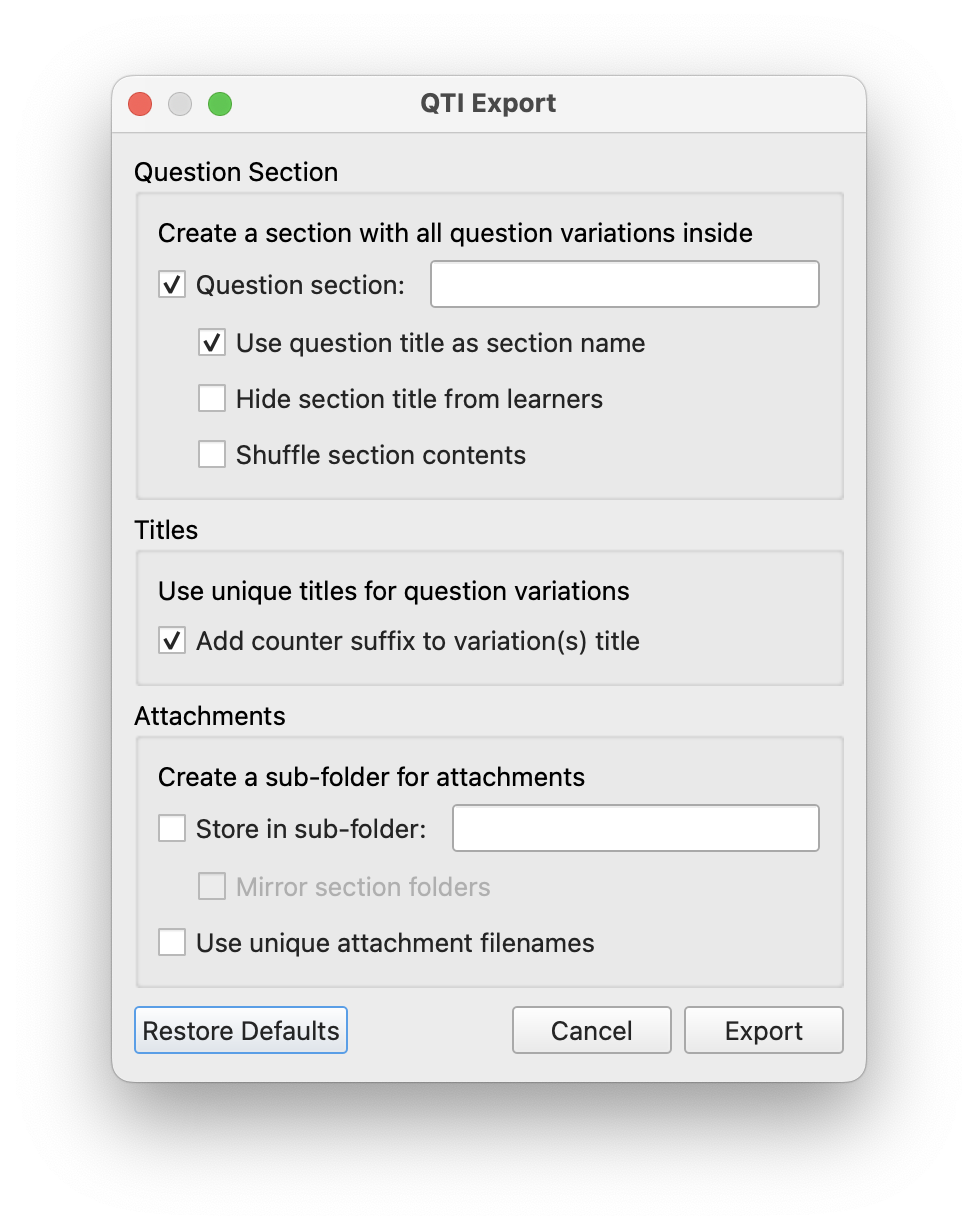 QTI Export
Question Section
Create a section with all question variations inside
Question section:
Use question title as section name
Hide section title from learners
Shuffle section contents
Titles
Use unique titles for question variations
Add counter suffix to variation(s) title
Attachments
Create a sub-folder for attachments
Store in sub-folder:
Mirror section folders
Use unique attachment filenames
Restore Defaults Cancel Export